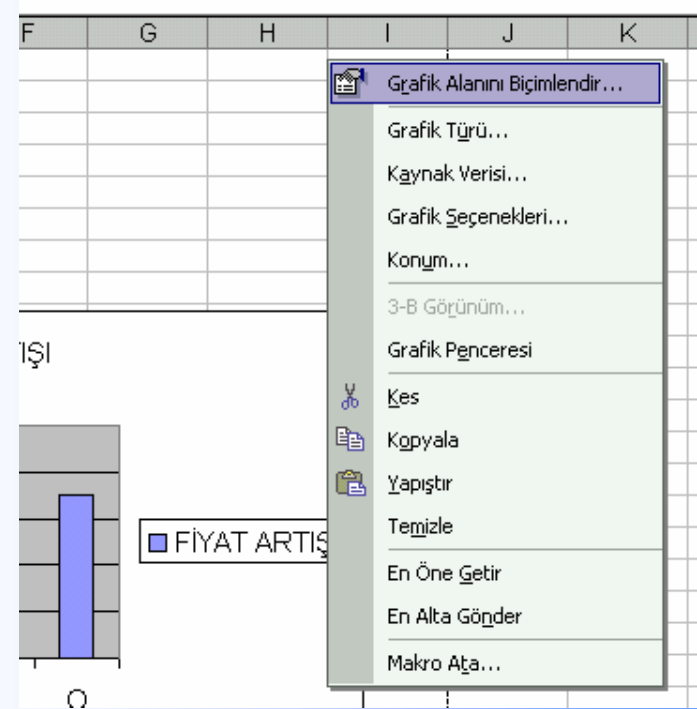 F G H I J K
Grafik Alanını Biçimlendir...
Grafik Türü...
Kaynak Verisi...
Grafik Seçenekleri...
Konum...
3-B Görünüm...
Grafik Penceresi
Kes
Kopyala
Yapıştır
Temizle
En Öne Getir
En Alta Gönder
Makro Ata...
TIŞI
FİYAT ARTIŞ